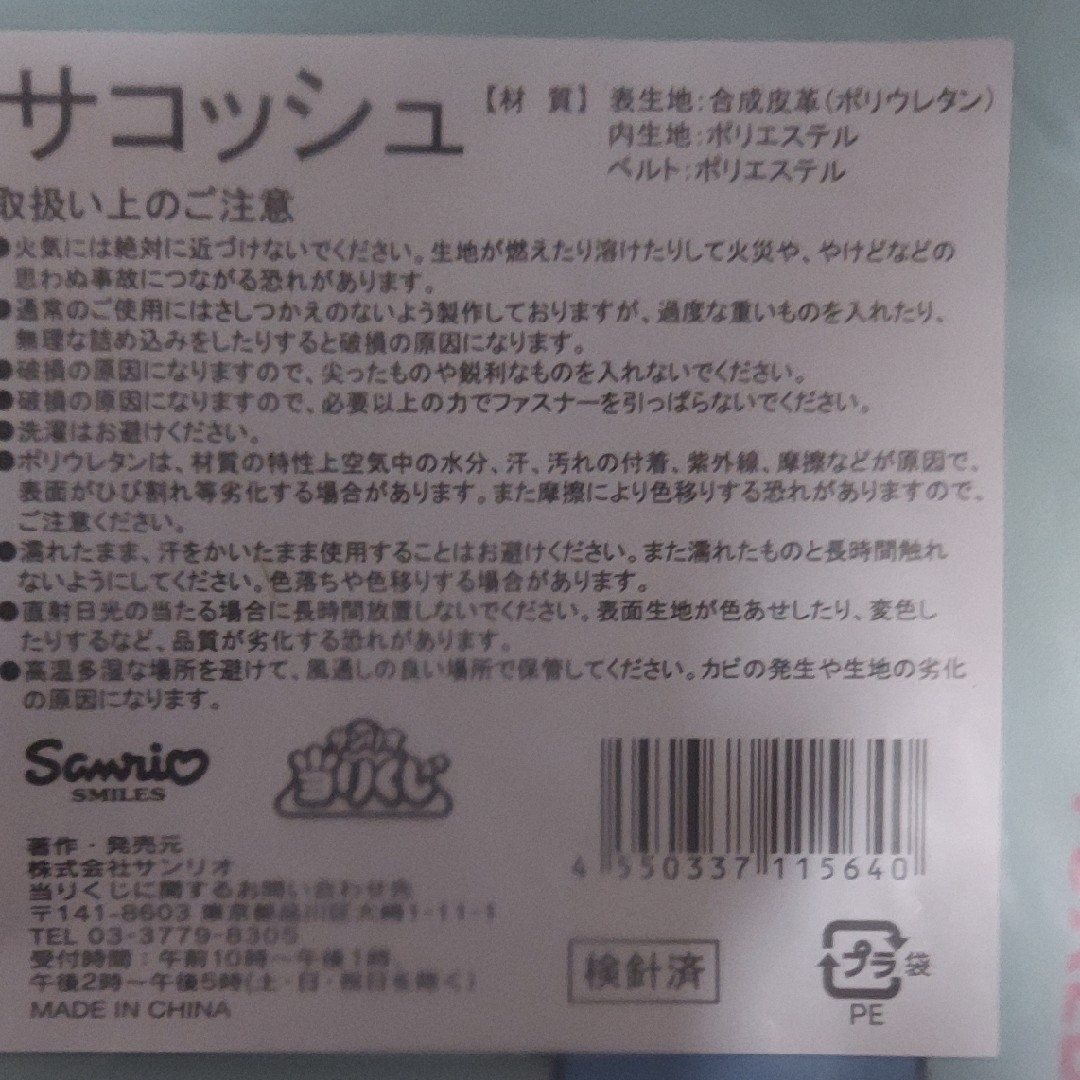 サコッシュ
【材　質】 表生地：合成皮革（ポリウレタン）
内生地：ポリエステル
ベルト：ポリエステル
取扱い上のご注意
●火気には絶対に近づけないでください。生地が燃えたり溶けたりして火災や、やけどなどの
思わぬ事故につながる恐れがあります。
●通常のご使用にはさしつかえのないよう製作しておりますが、過度な重いものを入れたり、
無理な詰め込みをしたりすると破損の原因になります。
●破損の原因になりますので、尖ったものや鋭利なものを入れないでください。
●破損の原因になりますので、必要以上の力でファスナーを引っぱらないでください。
●洗濯はお避けください。
●ポリウレタンは、材質の特性上空気中の水分、汗、汚れの付着、紫外線、摩擦などが原因で、
表面がひび割れ等劣化する場合があります。また摩擦により色移りする恐れがありますので、
ご注意ください。
●濡れたまま、汗をかいたまま使用することはお避けください。また濡れたものと長時間触れ
ないようにしてください。色落ちや色移りする場合があります。
●直射日光の当たる場合に長時間放置しないでください。表面生地が色あせしたり、変色し
たりするなど、品質が劣化する恐れがあります。
●高温多湿な場所を避けて、風通しの良い場所で保管してください。カビの発生や生地の劣化
の原因になります。
Sanrio
SMILES
当りくじ
4 550337 115640
著作・発売元
株式会社サンリオ
当りくじに関するお問い合わせ先
〒141-8603 東京都品川区大崎1-11-1
TEL 03-3779-8305
受付時間：午前10時〜午後1時
午後2時〜午後5時(土・日・祝日を除く)
MADE IN CHINA
検針済
プラ 袋
PE